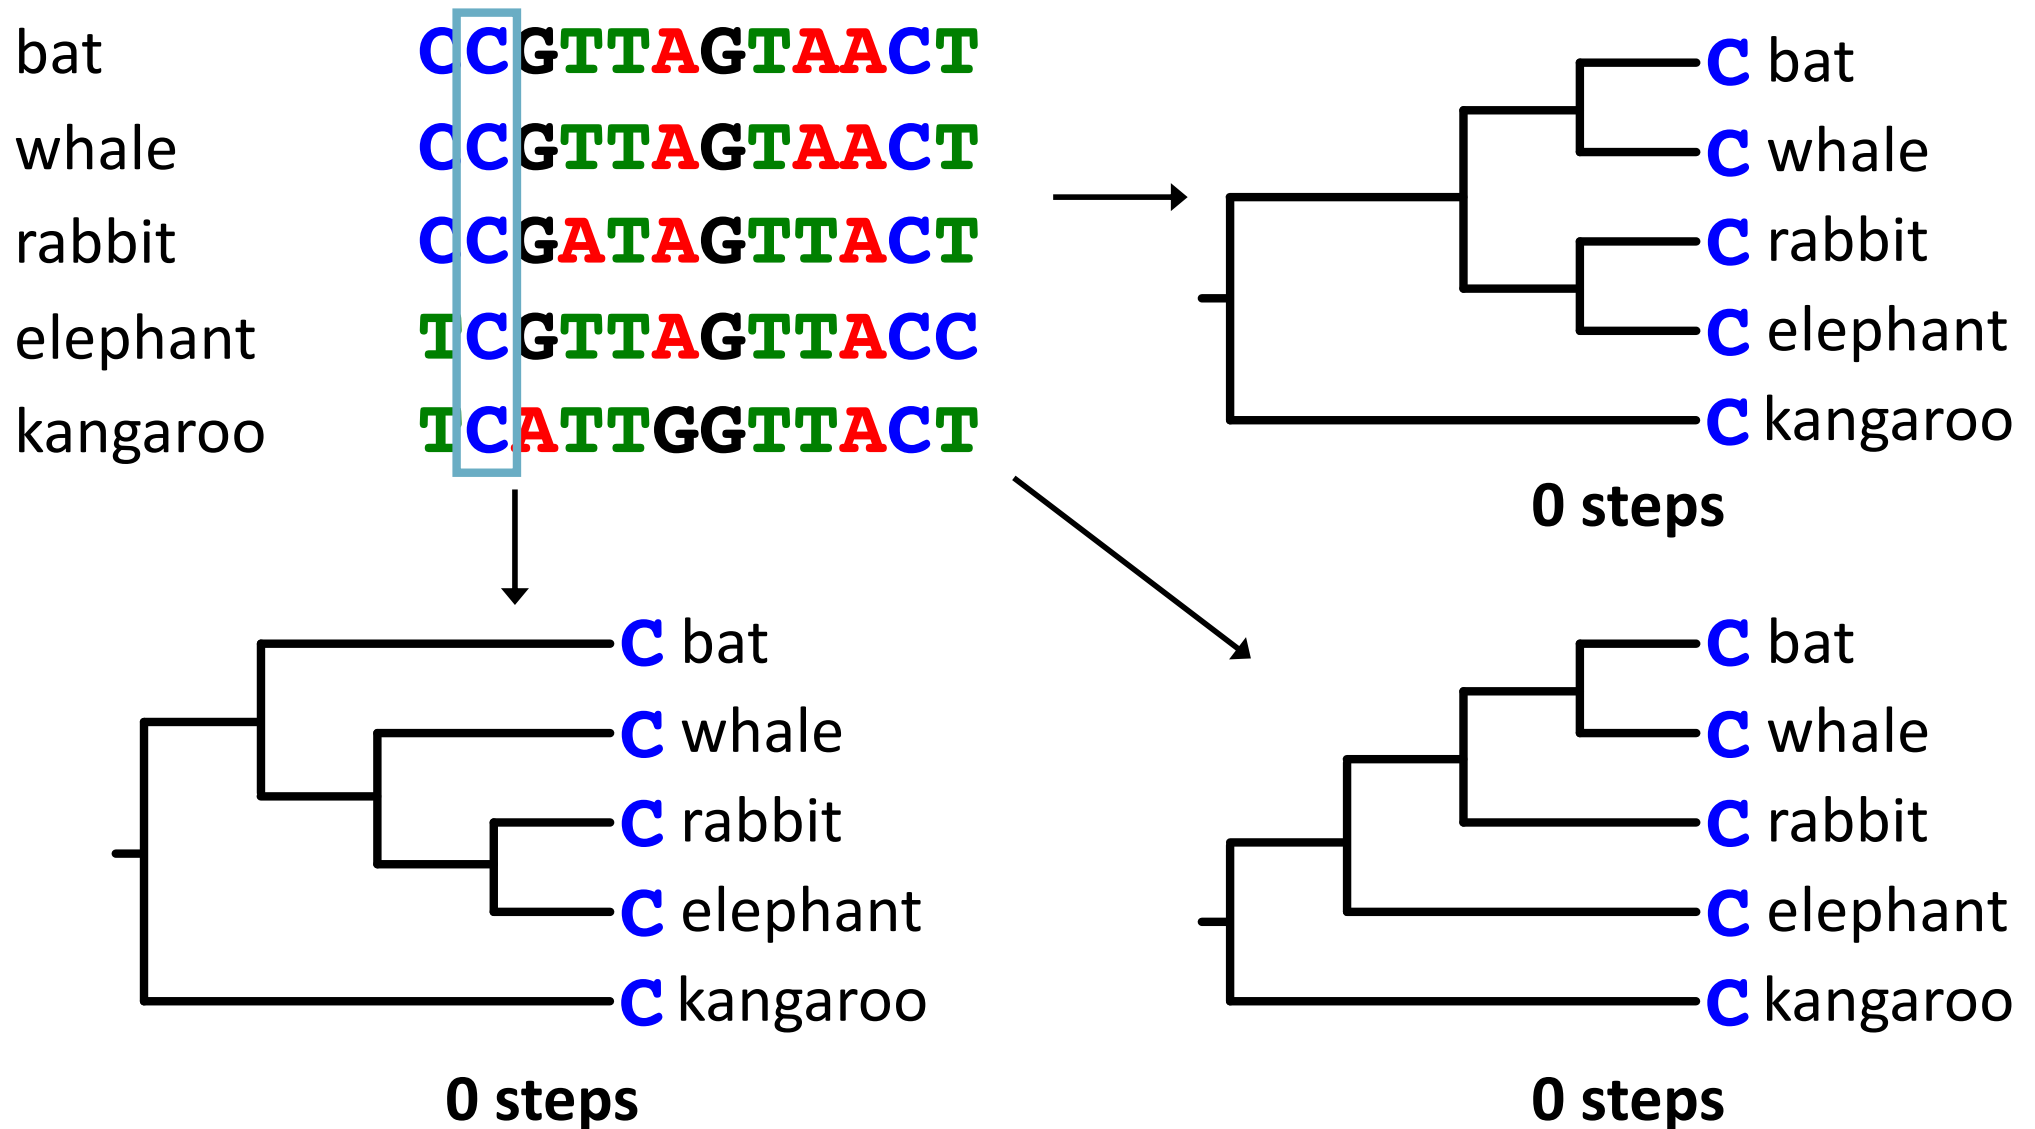 bat CCGTTAGTAACT
whale CCGTTAGTAACT
rabbit CCGATAGTTACT
elephant TCGTTAGTTACC
kangaroo TCATTGGTTACT
C bat
C whale
C rabbit
C elephant
C kangaroo
0 steps
C bat
C whale
C rabbit
C elephant
C kangaroo
0 steps
C bat
C whale
C rabbit
C elephant
C kangaroo
0 steps